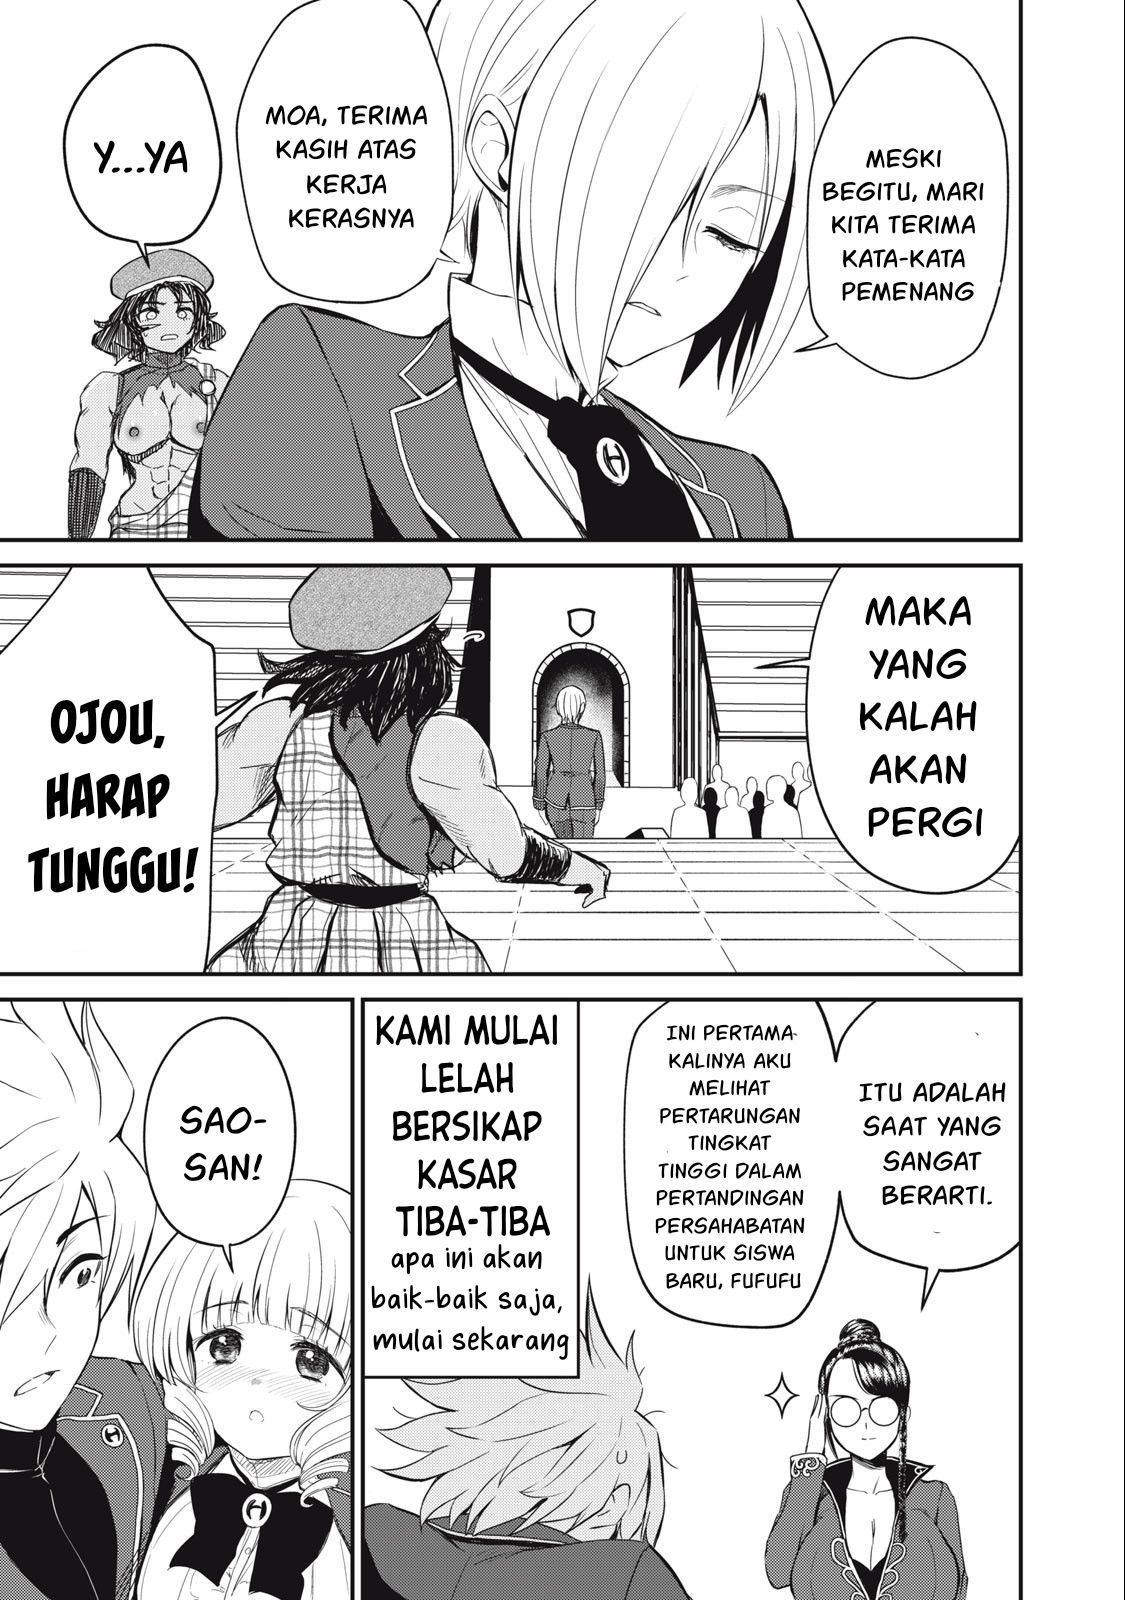 MESKI
BEGITU, MARI
KITA TERIMA
KATA-KATA
PEMENANG
MOA, TERIMA
KASIH ATAS
KERJA
KERASNYA
Y...YA
MAKA
YANG
KALAH
AKAN
PERGI
OJOU,
HARAP
TUNGGU!
ITU ADALAH
SAAT YANG
SANGAT
BERARTI.
INI PERTAMA-
KALINYA AKU
MELIHAT
PERTARUNGAN
TINGKAT
TINGGI DALAM
PERTANDINGAN
PERSAHABATAN
UNTUK SISWA
BARU, FUFUFU
KAMI MULAI
LELAH
BERSIKAP
KASAR
TIBA-TIBA
apa ini akan
baik-baik saja,
mulai sekarang
SAO-
SAN!